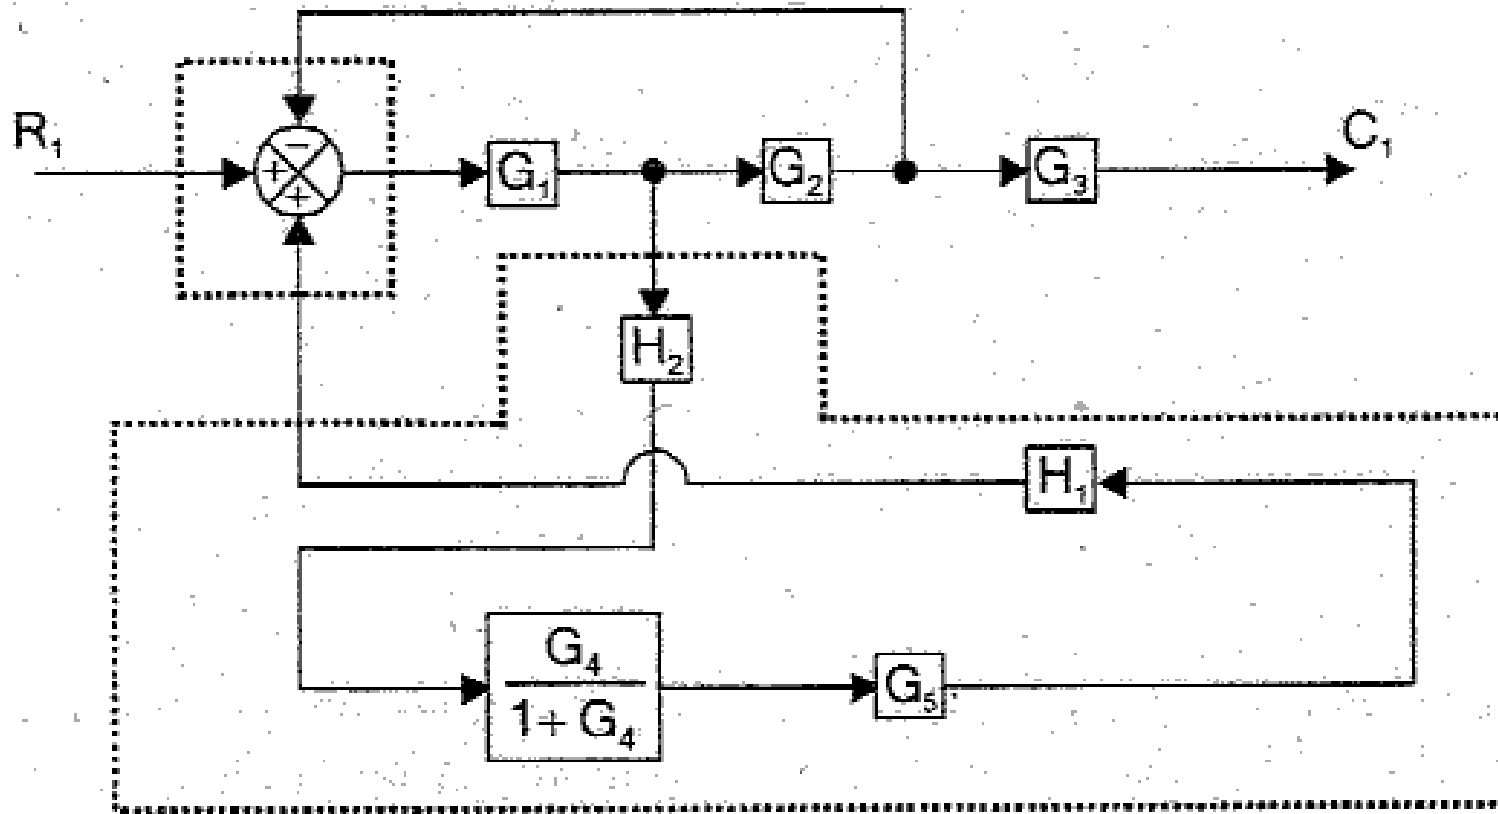 R₁
−
+
+
G₁
G₂
G₃
C₁
H₂
H₁
G₄
1+ G₄
G₅